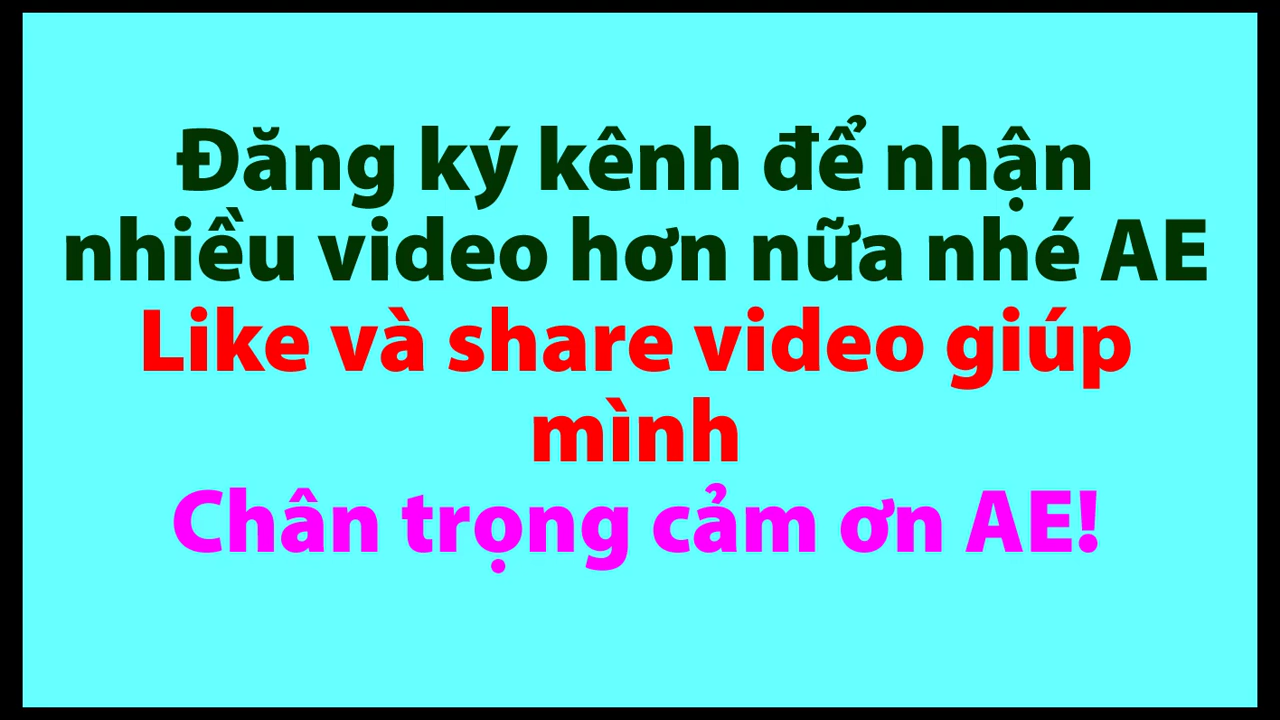 Đăng ký kênh để nhận
nhiều video hơn nữa nhé AE
Like và share video giúp
mình
Chân trọng cảm ơn AE!